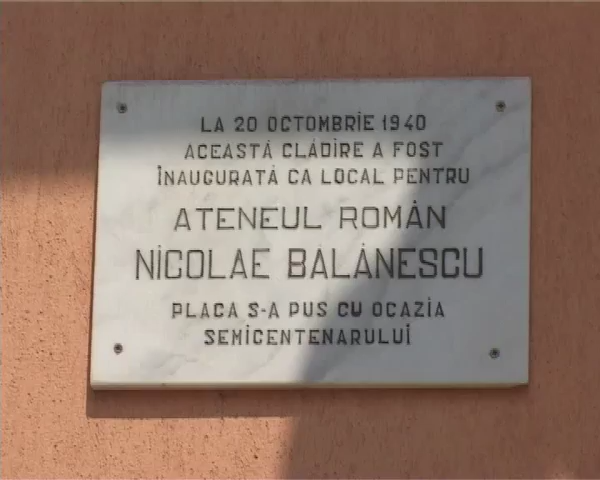 LA 20 OCTOMBRIE 1940
ACEASTĂ CLĂDIRE A FOST
ÎNAUGURATĂ CA LOCAL PENTRU
ATENEUL ROMÂN
NICOLAE BĂLĂNESCU
PLACA S-A PUS CU OCAZIA
SEMICENTENARULUI